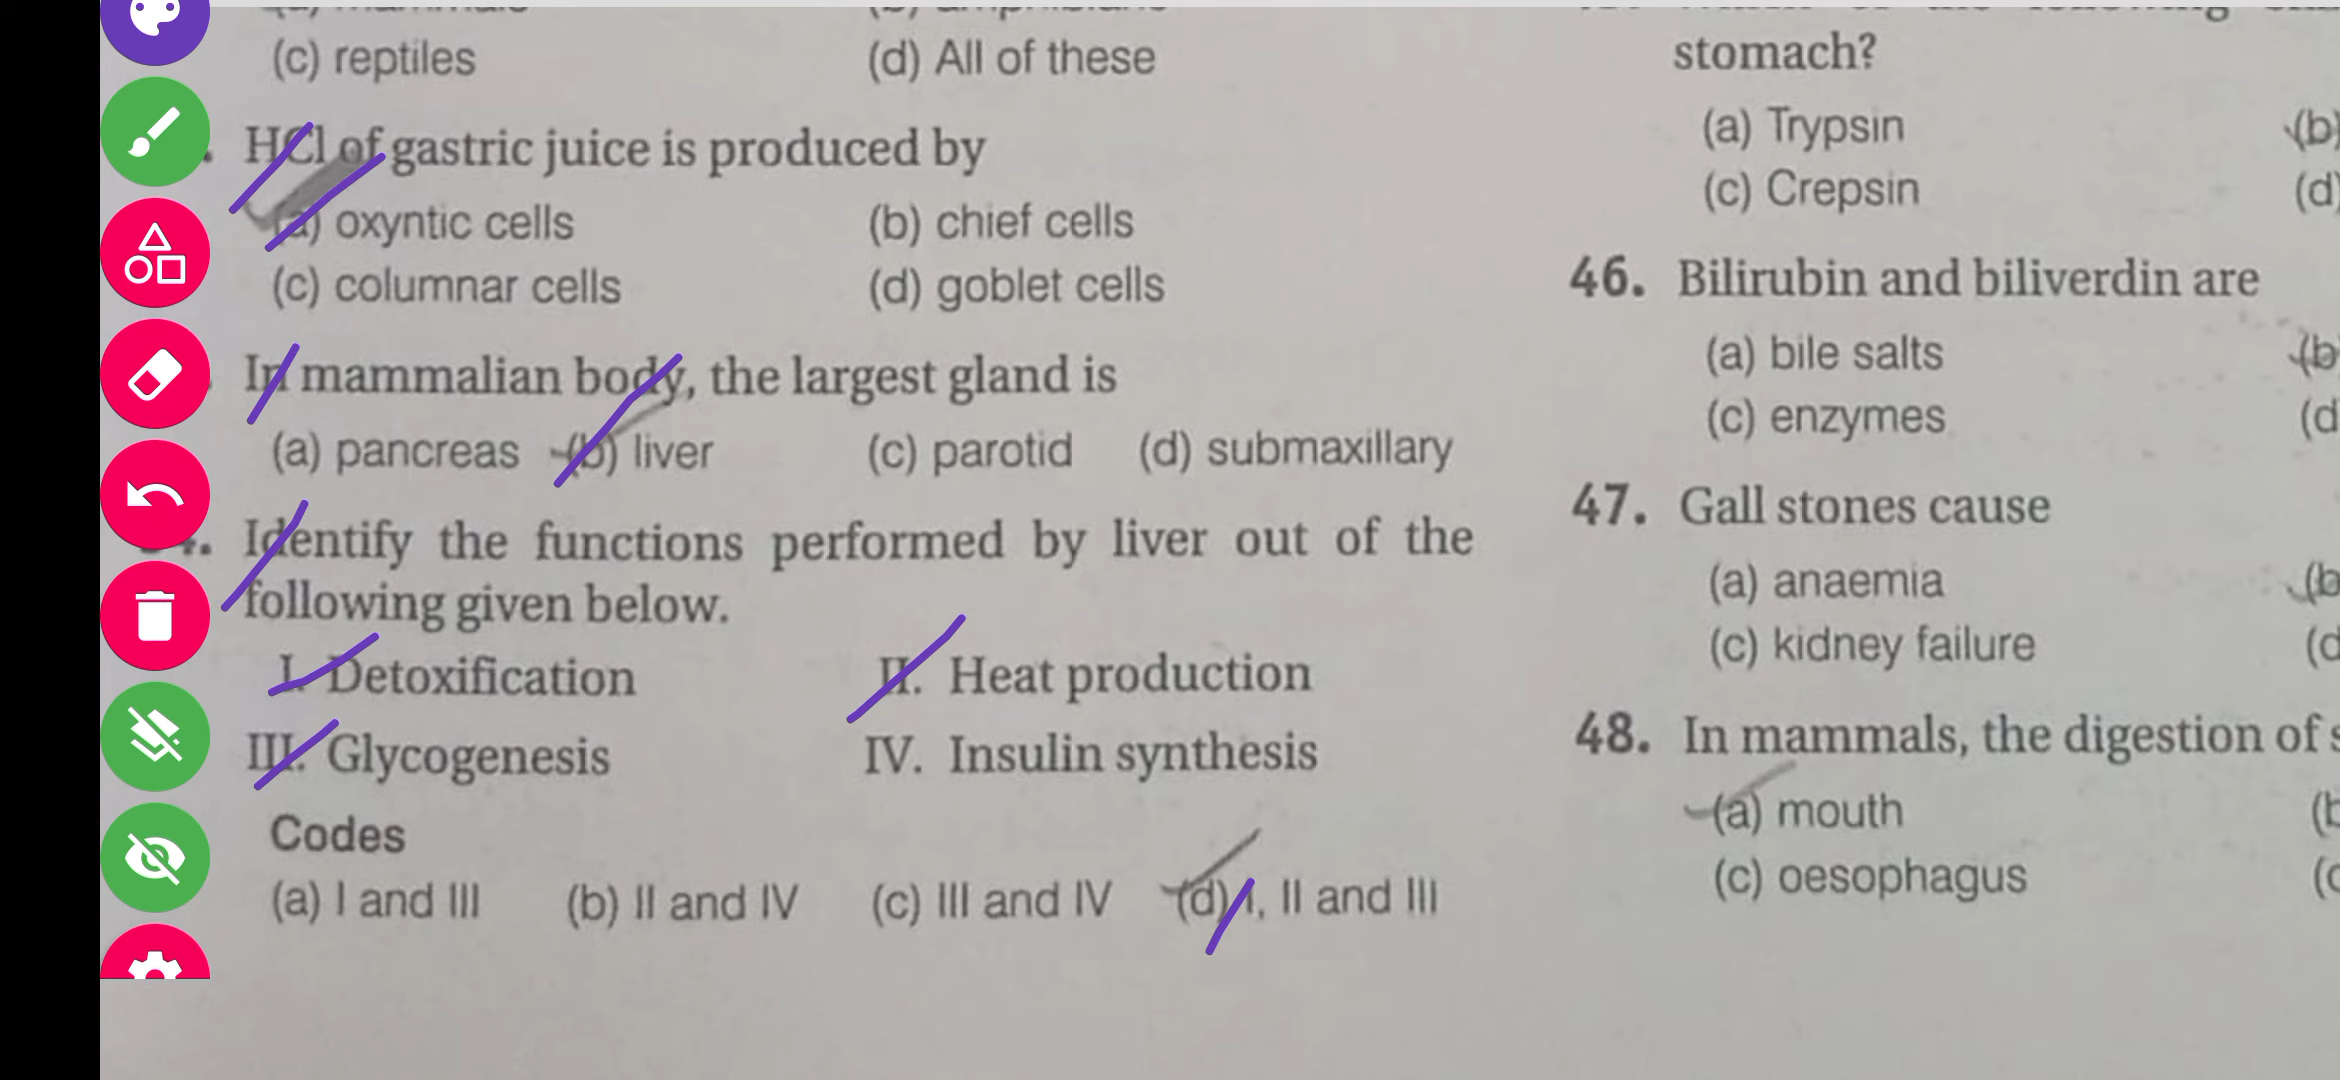 (c) reptiles
(d) All of these
HCl of gastric juice is produced by
(a) oxyntic cells
(b) chief cells
(c) columnar cells
(d) goblet cells
In mammalian body, the largest gland is
(a) pancreas (b) liver (c) parotid (d) submaxillary
Identify the functions performed by liver out of the
following given below.
I. Detoxification
II. Heat production
III. Glycogenesis
IV. Insulin synthesis
Codes
(a) I and III (b) II and IV (c) III and IV (d) I, II and III
stomach?
(a) Trypsin
(b)
(c) Crepsin
(d)
46. Bilirubin and biliverdin are
(a) bile salts
(b
(c) enzymes
(d
47. Gall stones cause
(a) anaemia
(b
(c) kidney failure
(d
48. In mammals, the digestion of s
(a) mouth
(b
(c) oesophagus